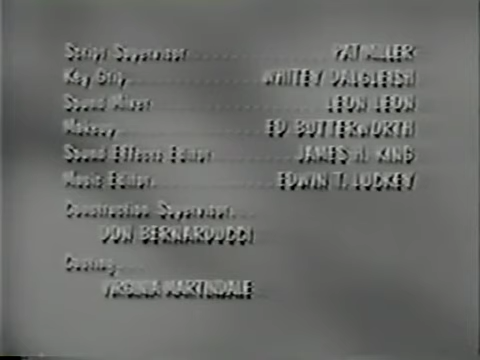 Script Supervisor..................PAT MILLER
Key Grip..................WHITEY DALGLEISH
Sound Mixer..................LEON LEON
Makeup..................ED BUTTERWORTH
Sound Effects Editor..................JAMES H. KING
Music Editor..................EDWIN T. LUCKEY
Construction Supervisor....
DON BERNARDUCCI
Casting....
VIRGINIA MARTINDALE